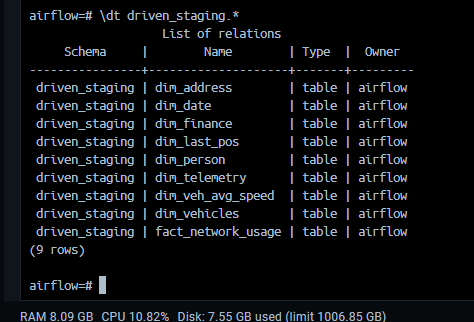 airflow=# \dt driven_staging.*
List of relations
Schema | Name | Type | Owner
----------------+--------------------+-------+---------
driven_staging | dim_address | table | airflow
driven_staging | dim_date | table | airflow
driven_staging | dim_finance | table | airflow
driven_staging | dim_last_pos | table | airflow
driven_staging | dim_person | table | airflow
driven_staging | dim_telemetry | table | airflow
driven_staging | dim_veh_avg_speed | table | airflow
driven_staging | dim_vehicles | table | airflow
driven_staging | fact_network_usage | table | airflow
(9 rows)
airflow=#
RAM 8.09 GB CPU 10.82% Disk: 7.55 GB used (limit 1006.85 GB)